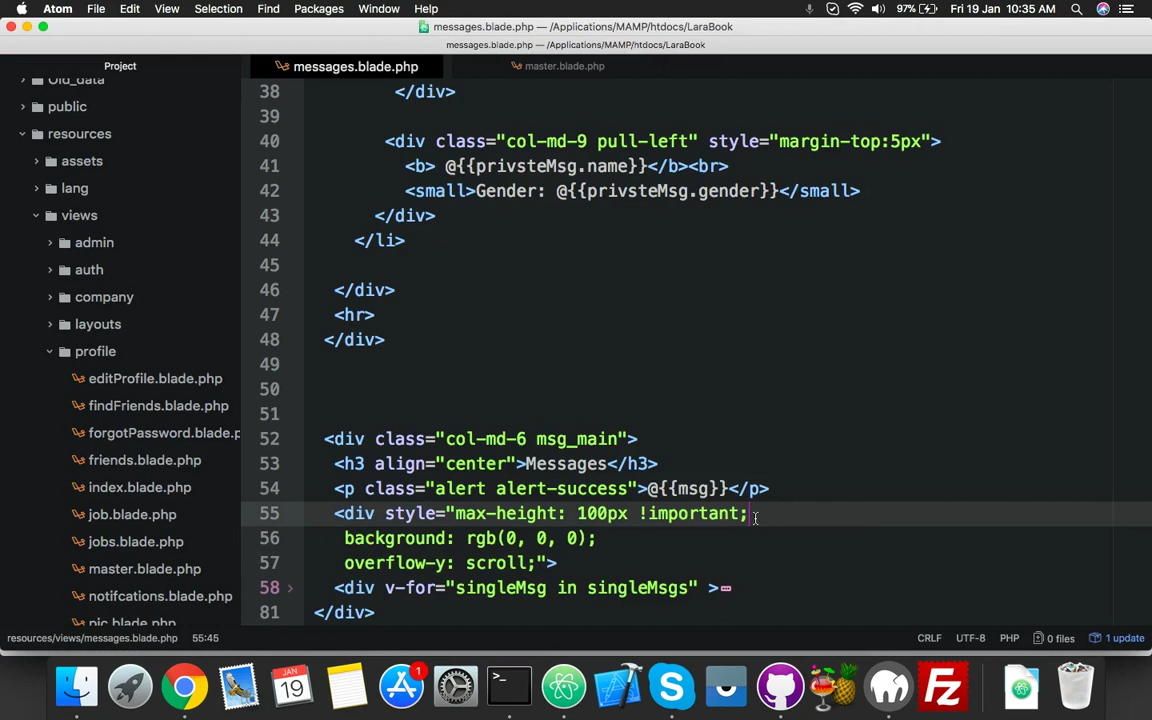 Atom File Edit View Selection Find Packages Window Help 97% Fri 19 Jan 10:35 AM
messages.blade.php — /Applications/MAMP/htdocs/LaraBook
messages.blade.php — /Applications/MAMP/htdocs/LaraBook
Project messages.blade.php master.blade.php
Old_data
public
resources
assets
lang
views
admin
auth
company
layouts
profile
editProfile.blade.php
findFriends.blade.php
forgotPassword.blade.p
friends.blade.php
index.blade.php
job.blade.php
jobs.blade.php
master.blade.php
notifcations.blade.php
pic.blade.php
38 </div>
39
40 <div class="col-md-9 pull-left" style="margin-top:5px">
41 <b> @{{privsteMsg.name}}</b><br>
42 <small>Gender: @{{privsteMsg.gender}}</small>
43 </div>
44 </li>
45
46 </div>
47 <hr>
48 </div>
49
50
51
52 <div class="col-md-6 msg_main">
53 <h3 align="center">Messages</h3>
54 <p class="alert alert-success">@{{msg}}</p>
55 <div style="max-height: 100px !important;
56 background: rgb(0, 0, 0);
57 overflow-y: scroll;">
58 <div v-for="singleMsg in singleMsgs" >
81 </div>
resources/views/messages.blade.php 55:45 CRLF UTF-8 PHP 0 files 1 update
JAN
19
1